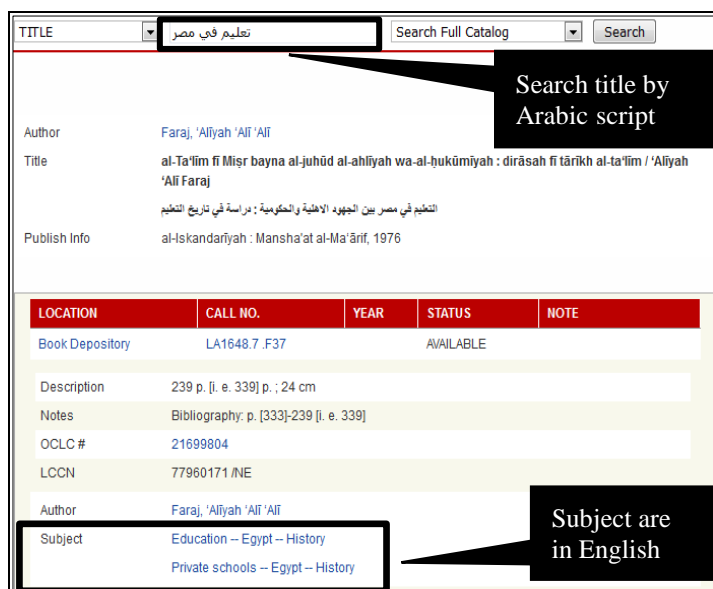 TITLE تعليم في مصر Search Full Catalog Search
Search title by
Arabic script
Author Faraj, ʻAlīyah ʻAlī ʻAlī
Title al-Taʻlīm fī Miṣr bayna al-juhūd al-ahlīyah wa-al-ḥukūmīyah : dirāsah fī tārīkh al-taʻlīm / ʻAlīyah
ʻAlī Faraj
التعليم في مصر بين الجهود الاهلية والحكومية : دراسة في تاريخ التعليم
Publish Info al-Iskandarīyah : Mansha'at al-Maʻārif, 1976
LOCATION CALL NO. YEAR STATUS NOTE
Book Depository LA1648.7 .F37 AVAILABLE
Description 239 p. [i. e. 339] p. ; 24 cm
Notes Bibliography: p. [333]-239 [i. e. 339]
OCLC # 21699804
LCCN 77960171 /NE
Author Faraj, ʻAlīyah ʻAlī ʻAlī
Subject Education -- Egypt -- History
Private schools -- Egypt -- History
Subject are
in English